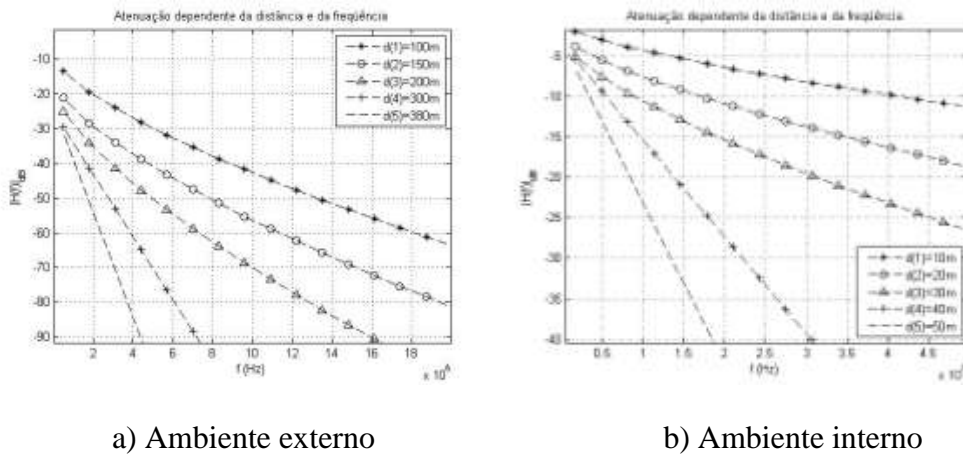 Atenuação dependente da distância e da freqüência
d(1)=100m
d(2)=150m
d(3)=200m
d(4)=300m
d(5)=380m
|H(f)|dB
-10
-20
-30
-40
-50
-60
-70
-80
-90
2 4 6 8 10 12 14 16 18
f (Hz)
x 10
Atenuação dependente da distância e da freqüência
|H(f)|dB
-5
-10
-15
-20
-25
-30
-35
-40
d(1)=10m
d(2)=20m
d(3)=30m
d(4)=40m
d(5)=50m
0.5 1 1.5 2 2.5 3 3.5 4 4.5
f (Hz)
x 10
a) Ambiente externo
b) Ambiente interno